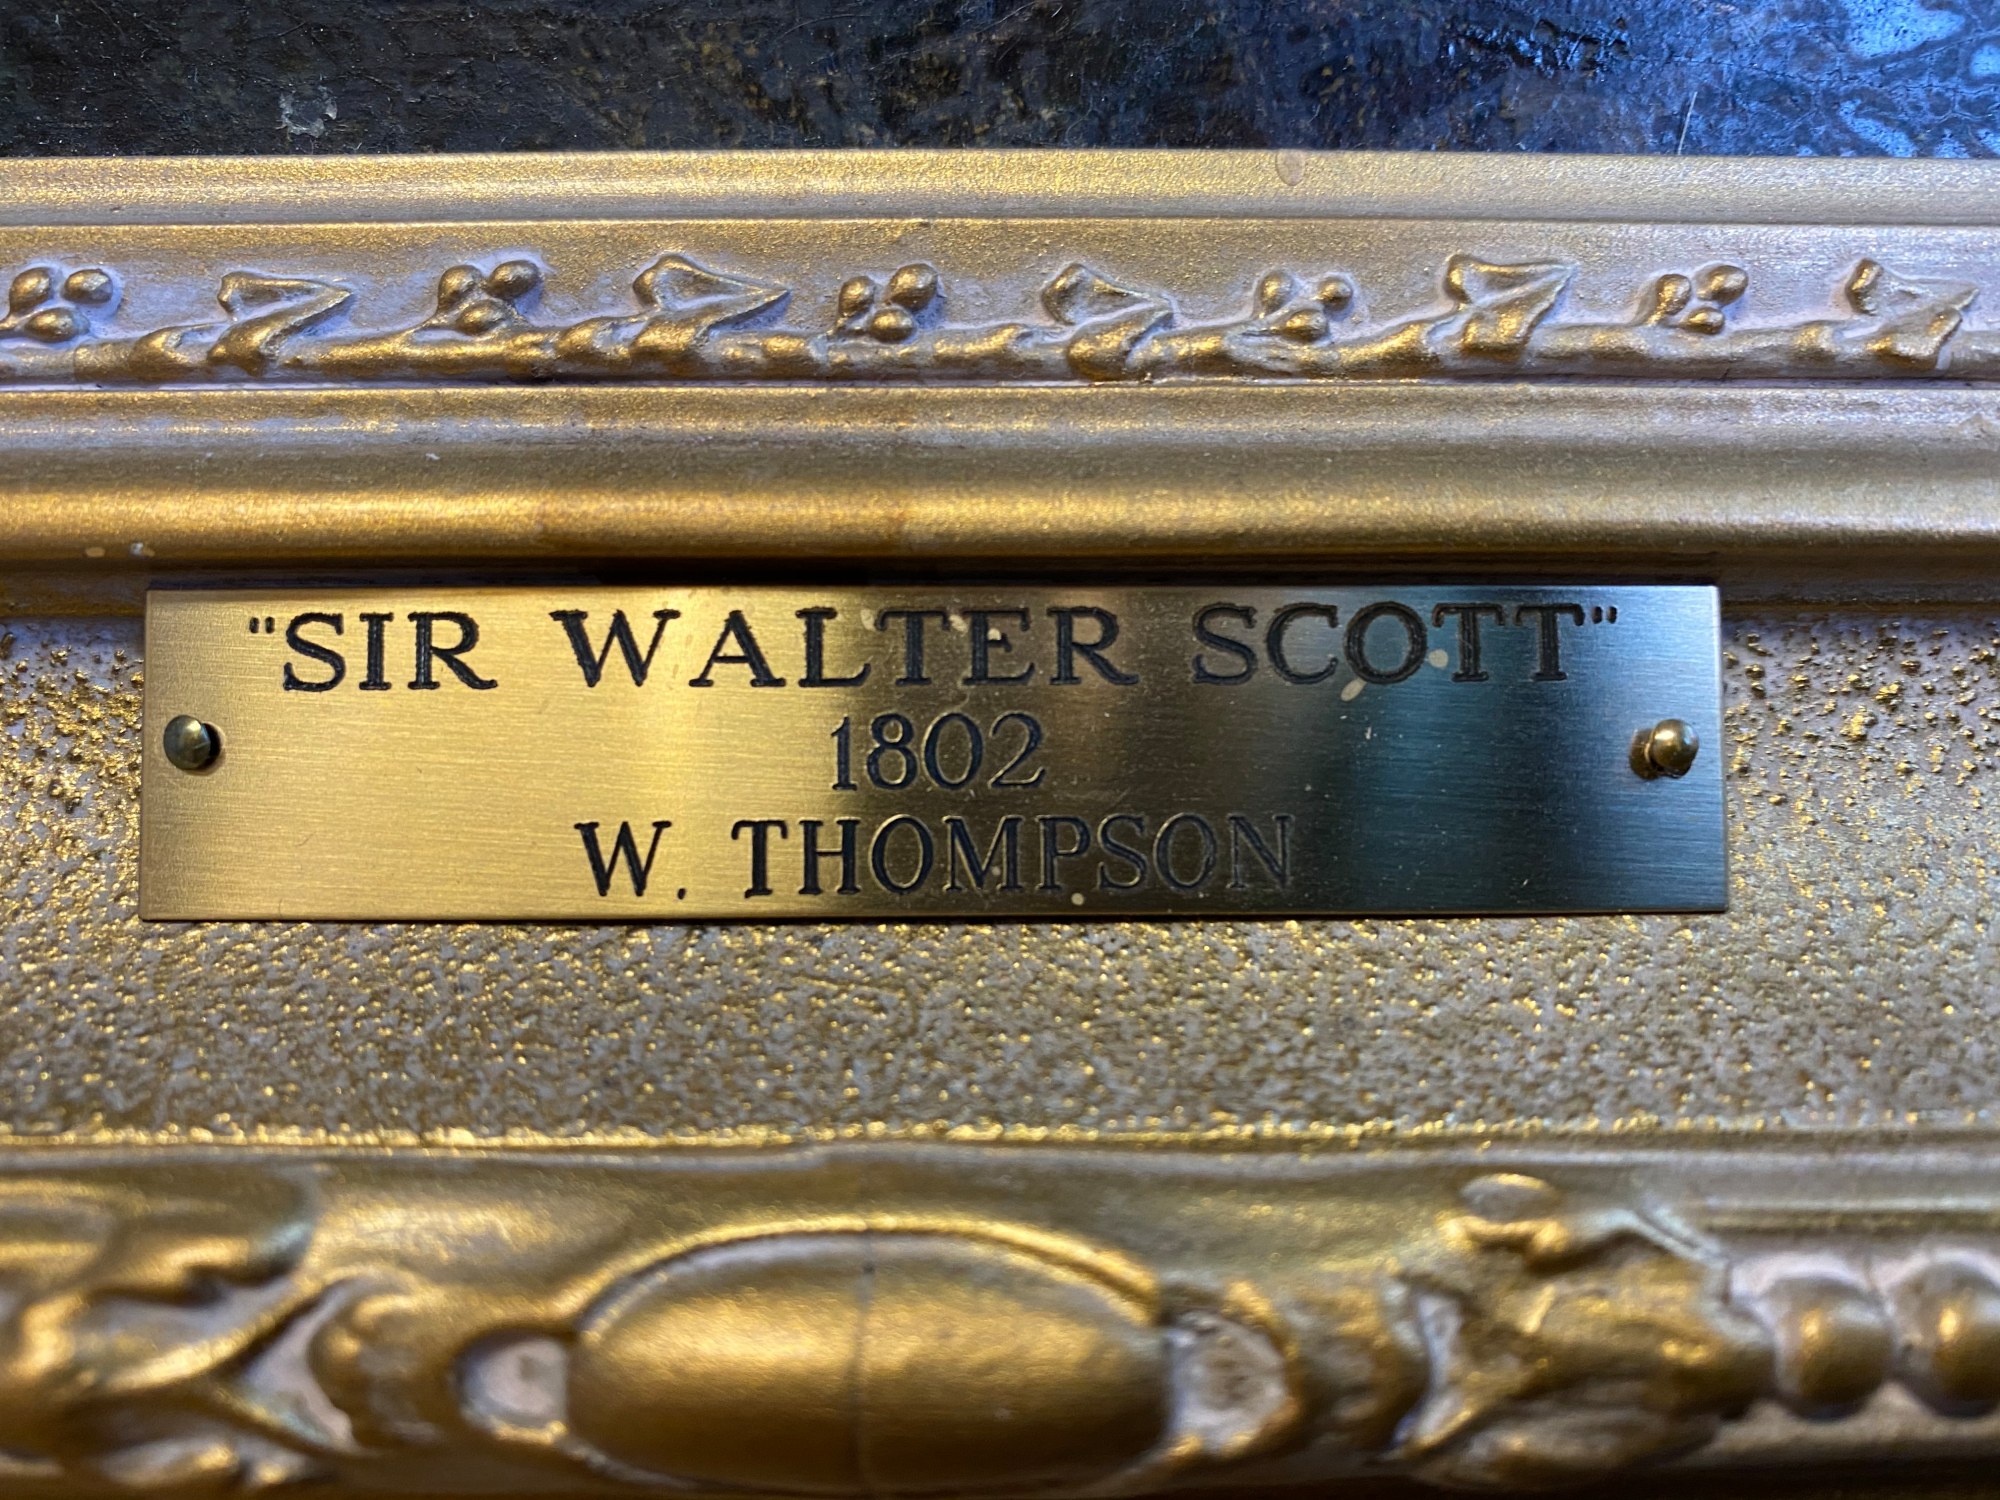 "SIR WALTER SCOTT"
1802
W. THOMPSON